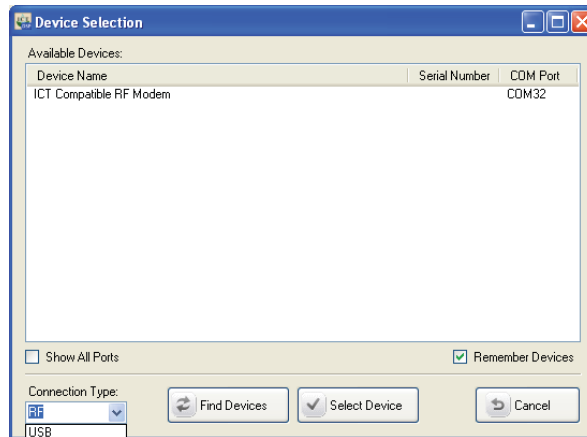 Device Selection
Available Devices:
Device Name Serial Number COM Port
ICT Compatible RF Modem COM32
Show All Ports Remember Devices
Connection Type:
RF Find Devices Select Device Cancel
USB